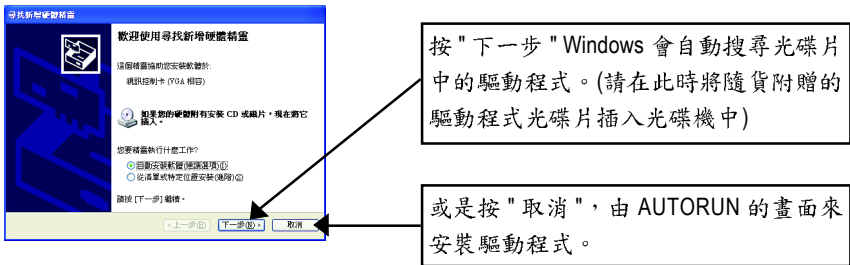 尋找新增硬體精靈
歡迎使用尋找新增硬體精靈
這個精靈協助您安裝軟體於:
視訊控制卡 (VGA 相容)
如果您的硬體附有安裝 CD 或磁片，現在將它
插入。
您要精靈執行什麼工作?
自動安裝軟體(建議選項)(I)
從清單或特定位置安裝(進階)(S)
請按 [下一步] 繼續。
<上一步(B)
下一步(N)>
取消
按 " 下一步 " Windows 會自動搜尋光碟片
中的驅動程式。(請在此時將隨貨附贈的
驅動程式光碟片插入光碟機中)
或是按 " 取消 "，由 AUTORUN 的畫面來
安裝驅動程式。